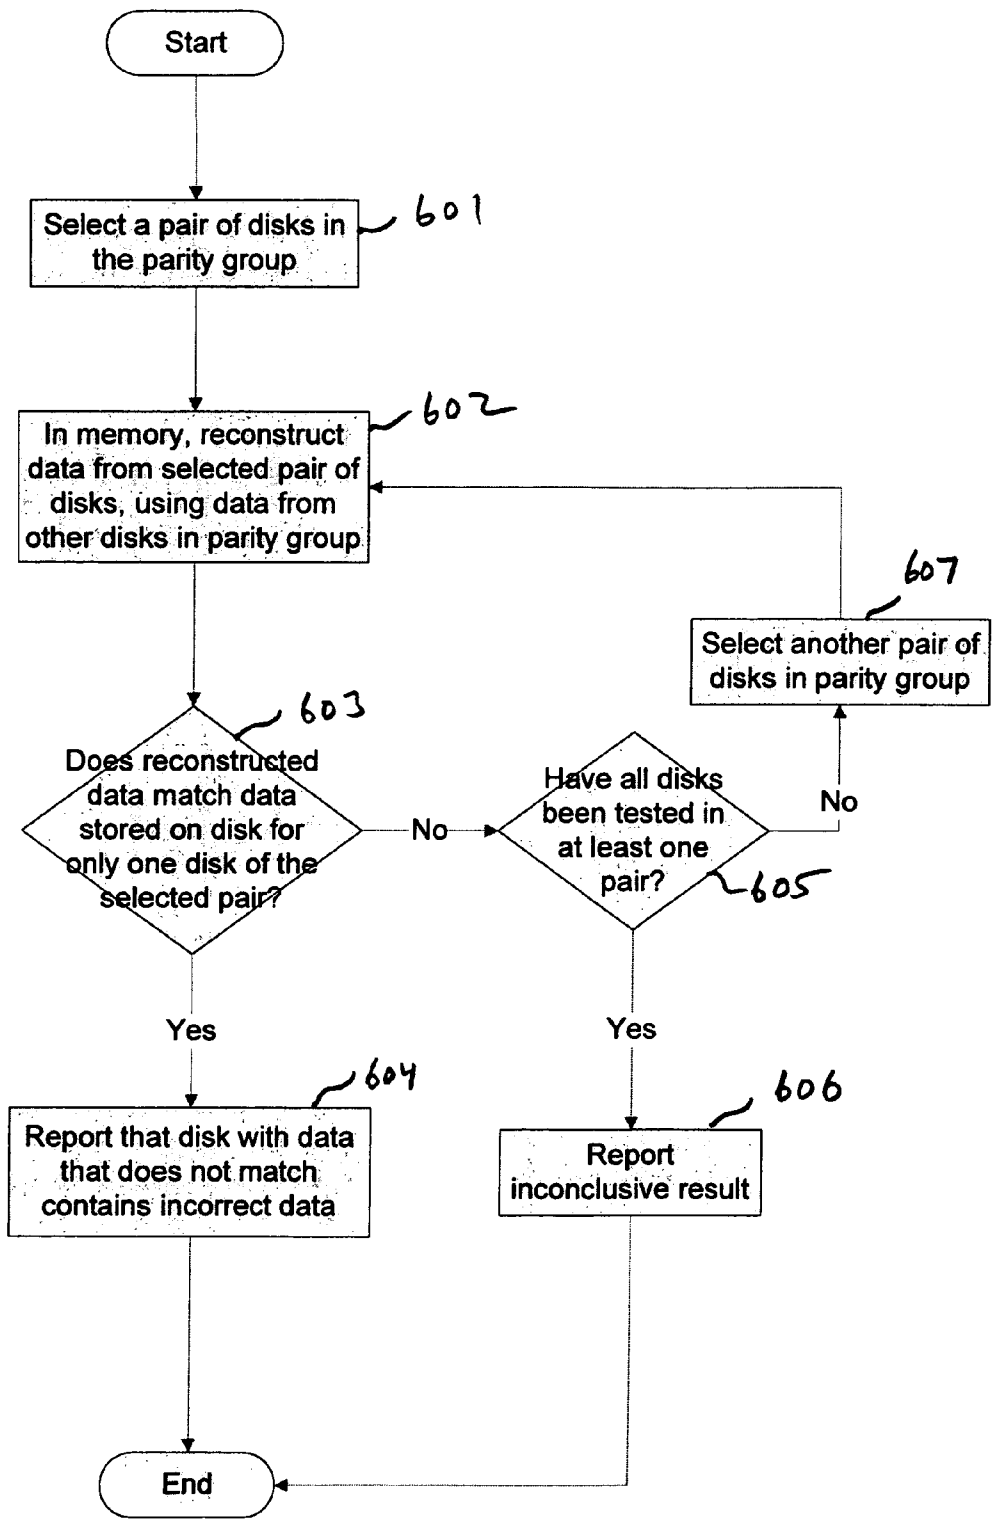 Start
Select a pair of disks in
the parity group
601
In memory, reconstruct
data from selected pair of
disks, using data from
other disks in parity group
602
Does reconstructed
data match data
stored on disk for
only one disk of the
selected pair?
603
No
Have all disks
been tested in
at least one
pair?
605
No
Select another pair of
disks in parity group
607
Yes
Report that disk with data
that does not match
contains incorrect data
604
Yes
Report
inconclusive result
606
End